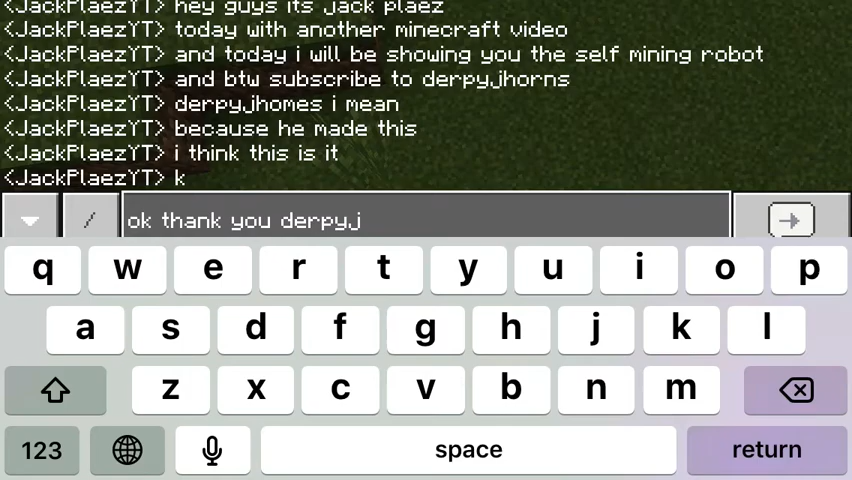 <JackPlaezYT> hey guys its jack plaez
<JackPlaezYT> today with another minecraft video
<JackPlaezYT> and today i will be showing you the self mining robot
<JackPlaezYT> and btw subscribe to derpyjhorns
<JackPlaezYT> derpyjhomes i mean
<JackPlaezYT> because he made this
<JackPlaezYT> i think this is it
<JackPlaezYT> k
/ ok thank you derpyj
q w e r t y u i o p
a s d f g h j k l
z x c v b n m
123 space return